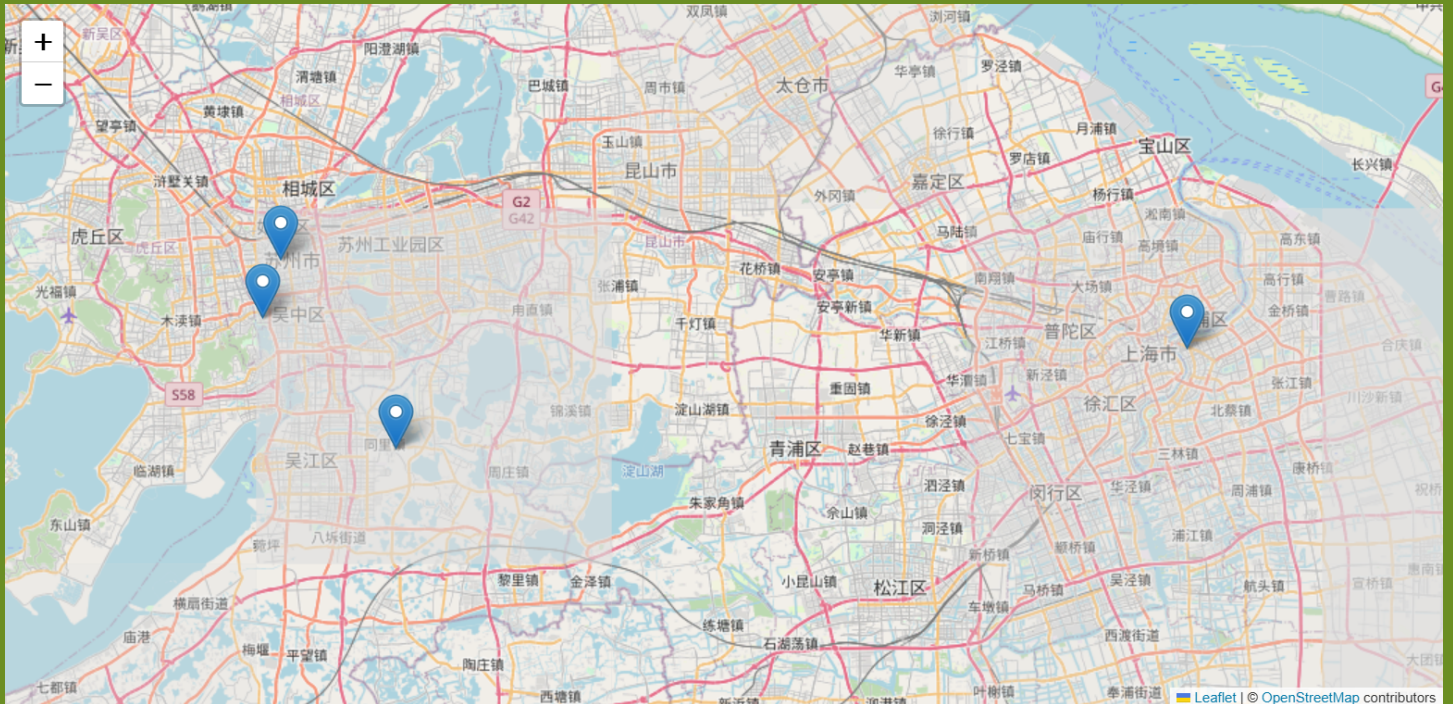 双凤镇
浏河镇
新吴区
阳澄湖镇
华亭镇
罗泾镇
+
渭塘镇
巴城镇
周市镇
太仓市
−
相城区
黄埭镇
望亭镇
徐行镇
月浦镇
宝山区
玉山镇
罗店镇
长兴镇
昆山市
浒墅关镇
相城区
嘉定区
外冈镇
杨行镇
G2
G42
淞南镇
虎丘区
虎丘区
苏州工业园区
昆山市
马陆镇
庙行镇
高境镇
高东镇
苏州市
花桥镇
安亭镇
南翔镇
大场镇
高行镇
光福镇
张浦镇
曹路镇
木渎镇
吴中区
甪直镇
千灯镇
安亭新镇
华新镇
江桥镇
普陀区
金桥镇
上海市
合庆镇
S58
重固镇
华漕镇
新泾镇
张江镇
川沙新镇
锦溪镇
淀山湖镇
徐泾镇
徐汇区
北蔡镇
同里
吴江区
周庄镇
淀山湖
青浦区
赵巷镇
七宝镇
三林镇
康桥镇
临湖镇
泗泾镇
闵行区
华泾镇
周浦镇
东山镇
朱家角镇
佘山镇
洞泾镇
浦江镇
八坼街道
菀坪
新桥镇
颛桥镇
黎里镇
金泽镇
小昆山镇
松江区
马桥镇
吴泾镇
航头镇
宣桥镇
横扇街道
车墩镇
庙港
练塘镇
石湖荡镇
西渡街道
梅堰
平望镇
陶庄镇
七都镇
西塘镇
叶榭镇
奉浦街道
Leaflet | © OpenStreetMap contributors